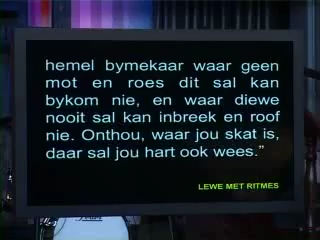 hemel bymekaar waar geen
mot en roes dit sal kan
bykom nie, en waar diewe
nooit sal kan inbreek en roof
nie. Onthou, waar jou skat is,
daar sal jou hart ook wees."
LEWE MET RITMES